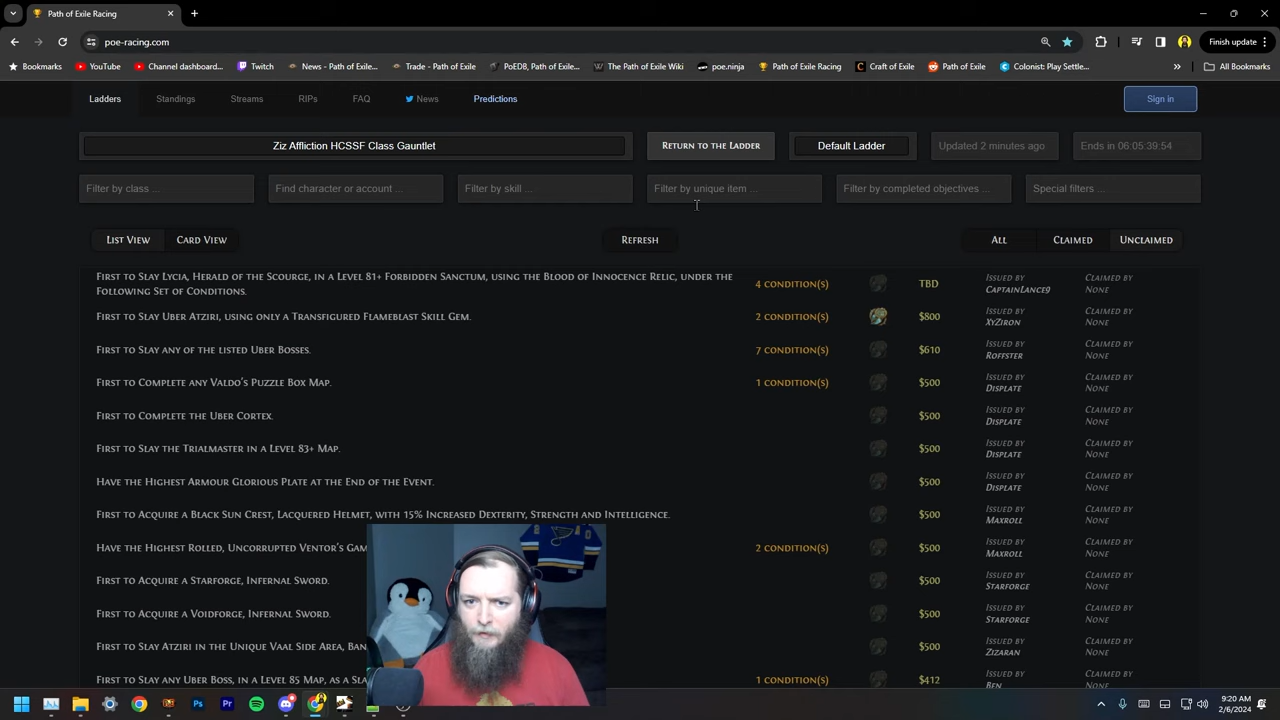 Path of Exile Racing
poe-racing.com
Finish update
Bookmarks
YouTube
Channel dashboard...
Twitch
News - Path of Exile...
Trade - Path of Exile...
PoEDB, Path of Exile...
The Path of Exile Wiki
poe.ninja
Path of Exile Racing
Craft of Exile
Path of Exile
Colonist: Play Settle...
All Bookmarks
Ladders
Standings
Streams
RIPs
FAQ
News
Predictions
Sign in
Ziz Affliction HCSSF Class Gauntlet
Return to the Ladder
Default Ladder
Updated 2 minutes ago
Ends in 06:05:39:54
Filter by class ...
Find character or account ...
Filter by skill ...
Filter by unique item ...
Filter by completed objectives ...
Special filters ...
List View
Card View
Refresh
All
Claimed
Unclaimed
First to Slay Lycia, Herald of the Scourge, in a Level 81+ Forbidden Sanctum, using the Blood of Innocence Relic, under the
Following Set of Conditions.
4 condition(s)
TBD
Issued by
CaptainLance9
Claimed by
None
First to Slay Uber Atziri, using only a Transfigured Flameblast Skill Gem.
2 condition(s)
$800
Issued by
XyZiron
Claimed by
None
First to Slay any of the listed Uber Bosses.
7 condition(s)
$610
Issued by
Roffster
Claimed by
None
First to Complete any Valdo's Puzzle Box Map.
1 condition(s)
$500
Issued by
Displate
Claimed by
None
First to Complete the Uber Cortex.
$500
Issued by
Displate
Claimed by
None
First to Slay the Trialmaster in a Level 83+ Map.
$500
Issued by
Displate
Claimed by
None
Have the Highest Armour Glorious Plate at the End of the Event.
$500
Issued by
Displate
Claimed by
None
First to Acquire a Black Sun Crest, Lacquered Helmet, with 15% Increased Dexterity, Strength and Intelligence.
$500
Issued by
Maxroll
Claimed by
None
Have the Highest Rolled, Uncorrupted Ventor's Gam
2 condition(s)
$500
Issued by
Maxroll
Claimed by
None
First to Acquire a Starforge, Infernal Sword.
$500
Issued by
Starforge
Claimed by
None
First to Acquire a Voidforge, Infernal Sword.
$500
Issued by
Starforge
Claimed by
None
First to Slay Atziri in the Unique Vaal Side Area,
$500
Issued by
Zizaran
Claimed by
None
First to Slay any Uber Boss, in a Level 85 Map, as a
1 condition(s)
$412
Issued by
Ben
Claimed by
None
9:20 AM
2/6/2024